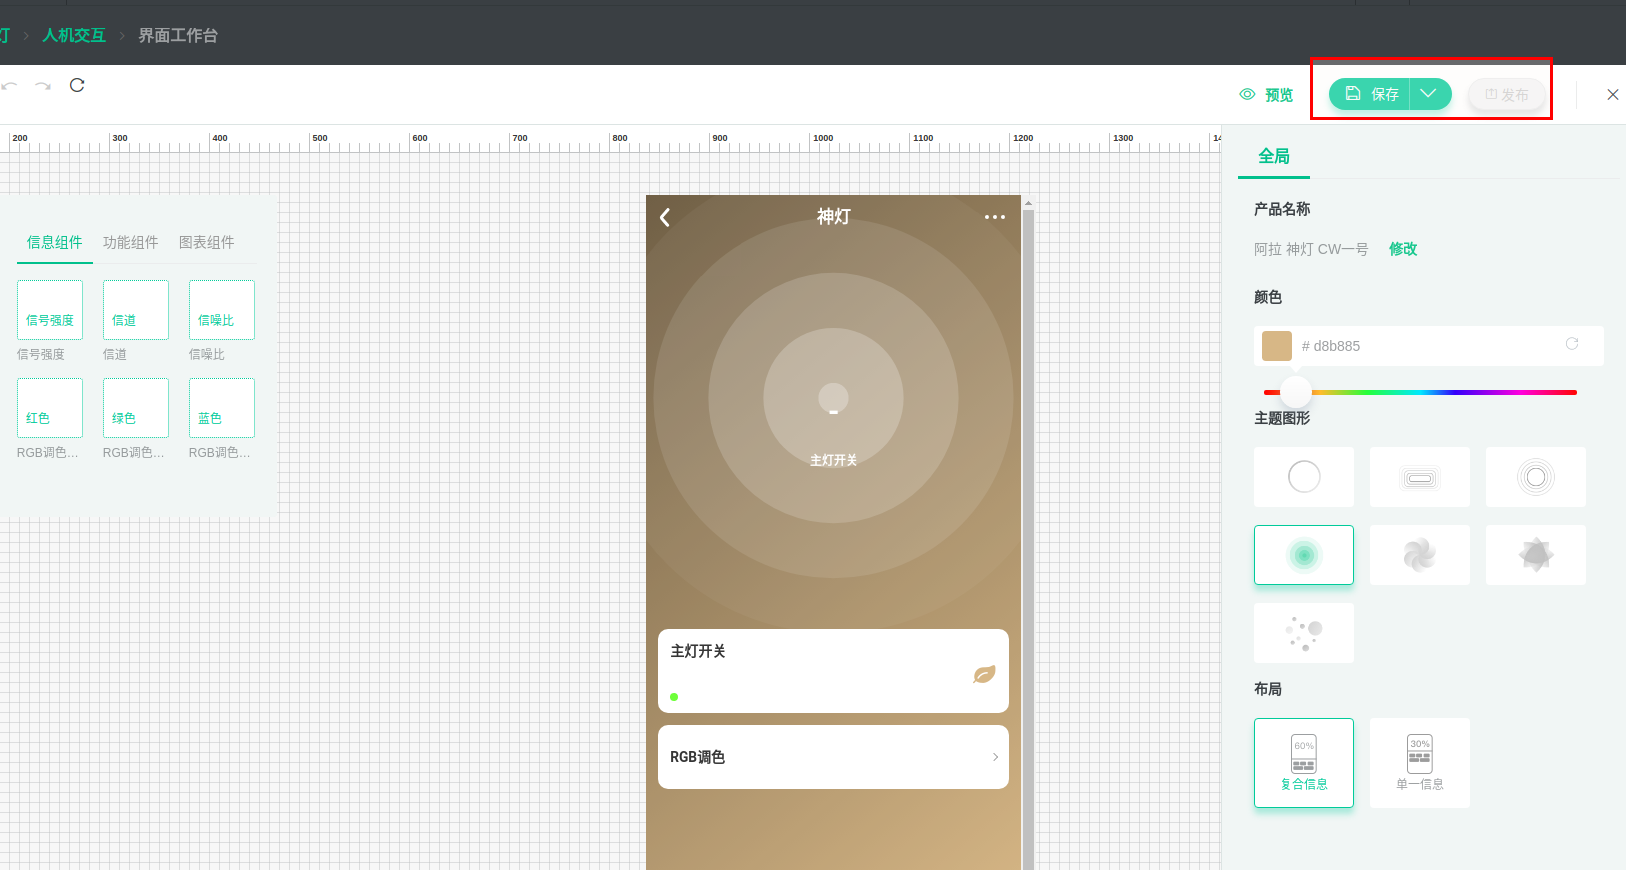 灯 > 人机交互 > 界面工作台
预览 保存 发布
200 300 400 500 600 700 800 900 1000 1100 1200 1300
全局
产品名称
阿拉 神灯 CW一号 修改
颜色
# d8b885
主题图形
布局
60%
复合信息
30%
单一信息
信息组件 功能组件 图表组件
信号强度 信道 信噪比
信号强度 信道 信噪比
红色 绿色 蓝色
RGB调色... RGB调色... RGB调色...
神灯
-
主灯开关
主灯开关
RGB调色